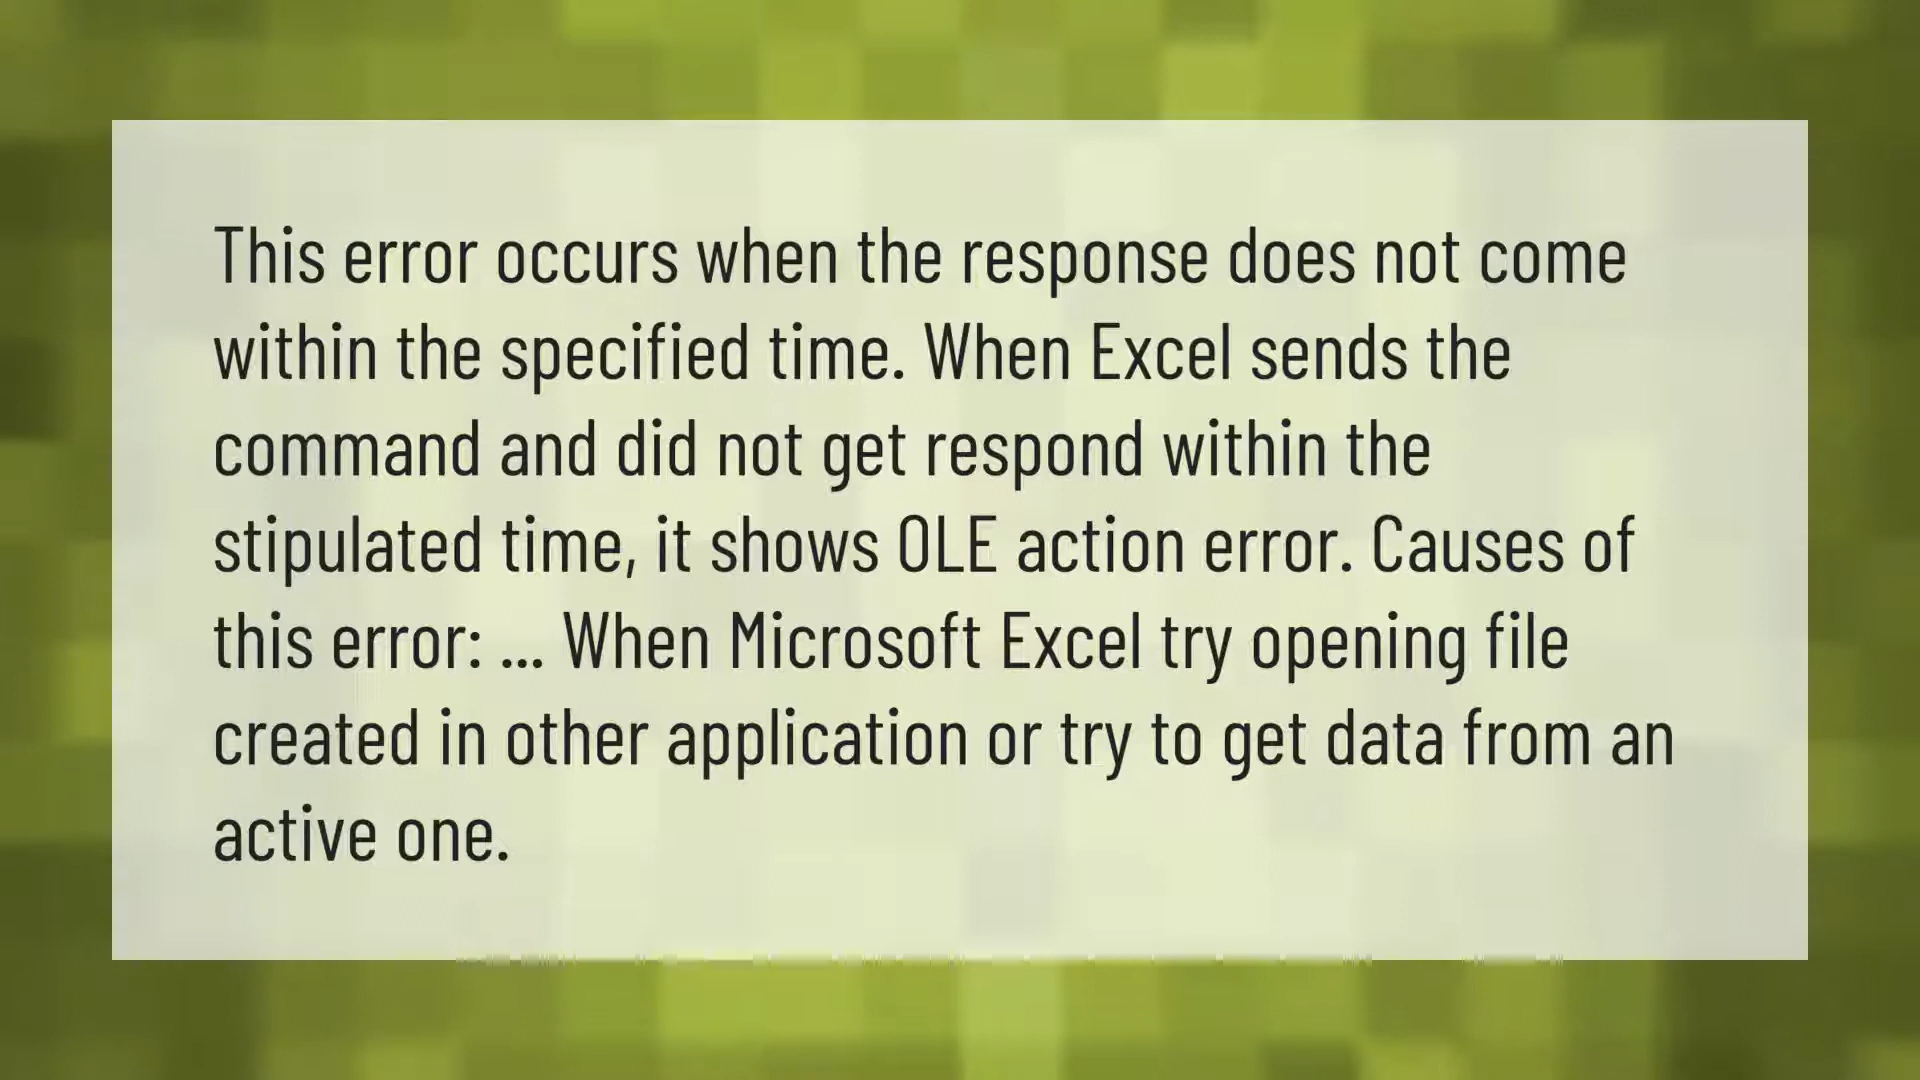 This error occurs when the response does not come
within the specified time. When Excel sends the
command and did not get respond within the
stipulated time, it shows OLE action error. Causes of
this error: ... When Microsoft Excel try opening file
created in other application or try to get data from an
active one.